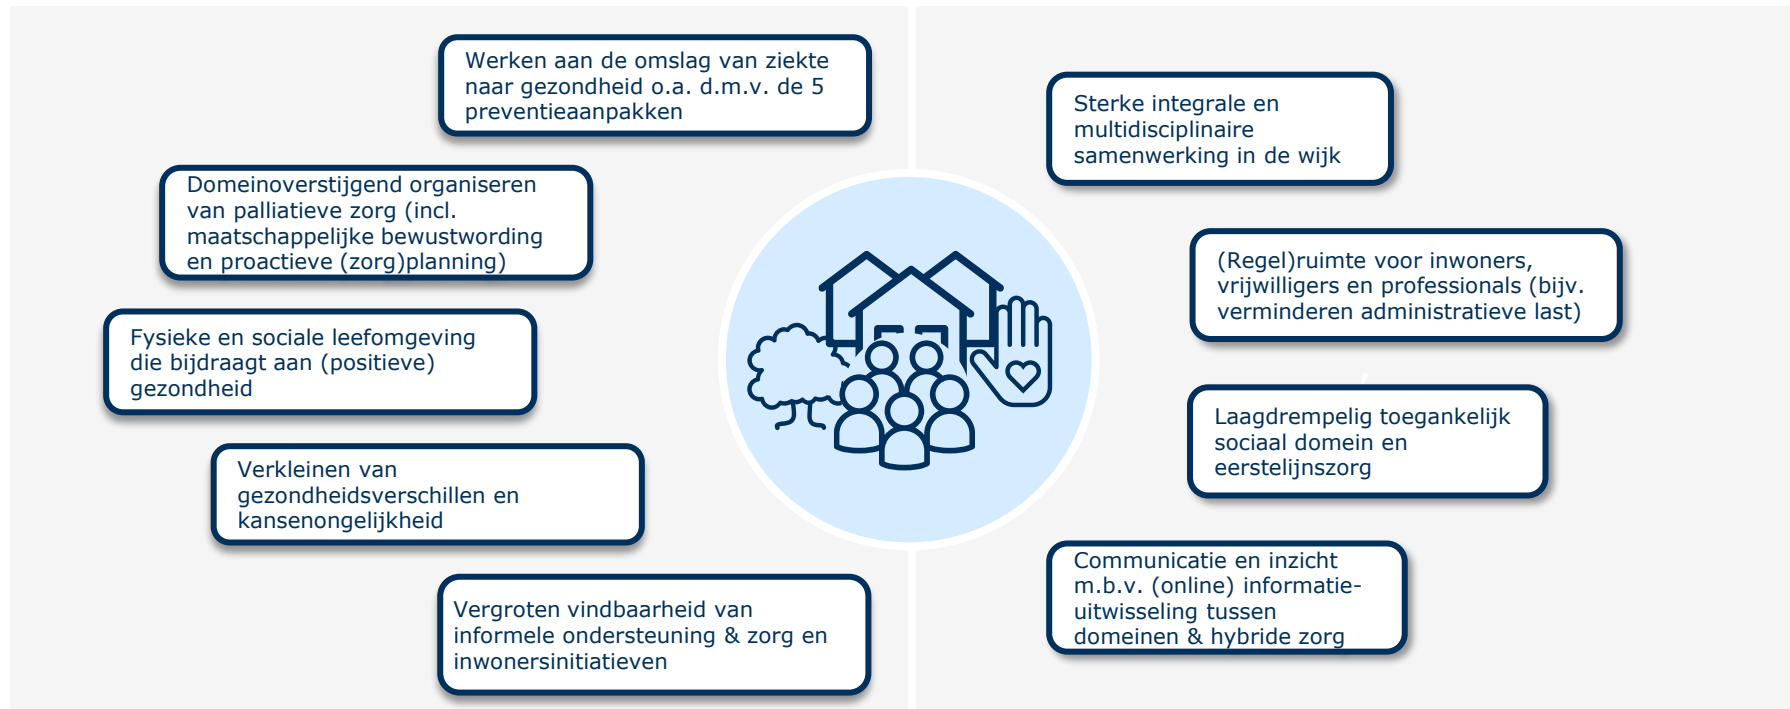 Werken aan de omslag van ziekte
naar gezondheid o.a. d.m.v. de 5
preventieaanpakken
Domeinoverstijgend organiseren
van palliatieve zorg (incl.
maatschappelijke bewustwording
en proactieve (zorg)planning)
Fysieke en sociale leefomgeving
die bijdraagt aan (positieve)
gezondheid
Verkleinen van
gezondheidsverschillen en
kansenongelijkheid
Vergroten vindbaarheid van
informele ondersteuning & zorg en
inwonersinitiatieven
Sterke integrale en
multidisciplinaire
samenwerking in de wijk
(Regel)ruimte voor inwoners,
vrijwilligers en professionals (bijv.
verminderen administratieve last)
Laagdrempelig toegankelijk
sociaal domein en
eerstelijnszorg
Communicatie en inzicht
m.b.v. (online) informatie-
uitwisseling tussen
domeinen & hybride zorg